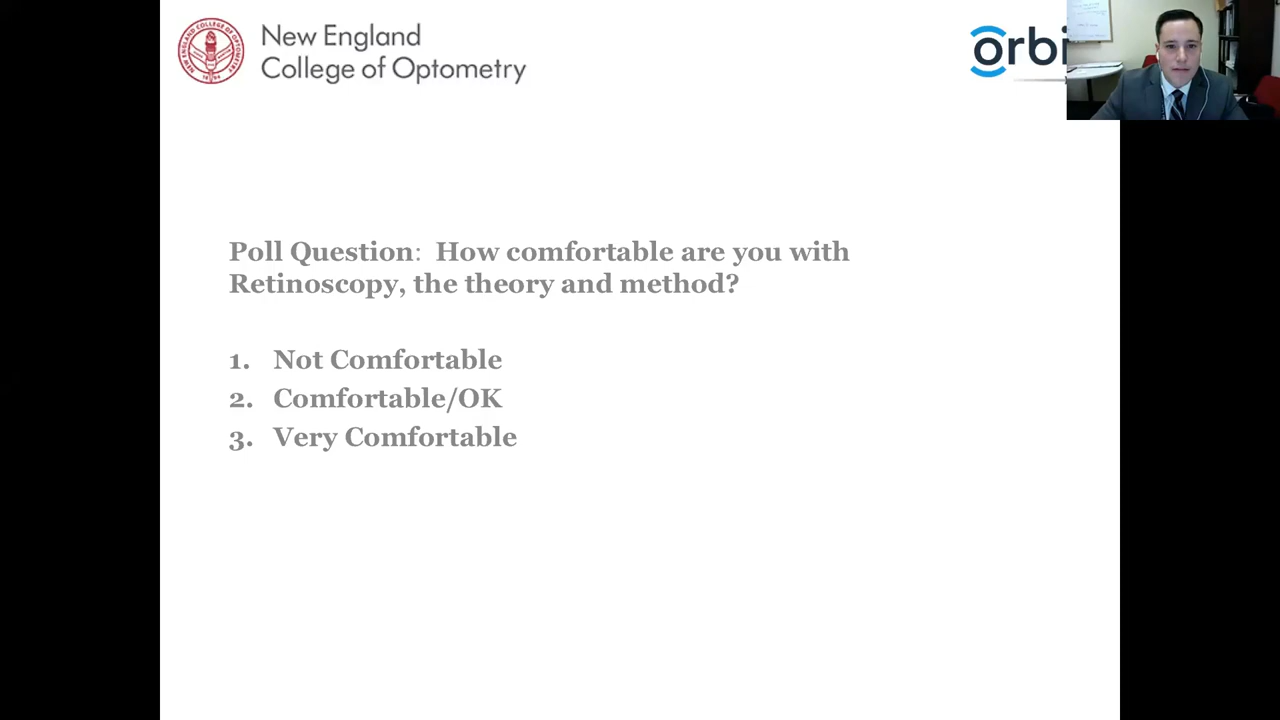 New England
College of Optometry
orbi
Poll Question:  How comfortable are you with
Retinoscopy, the theory and method?
1. Not Comfortable
2. Comfortable/OK
3. Very Comfortable